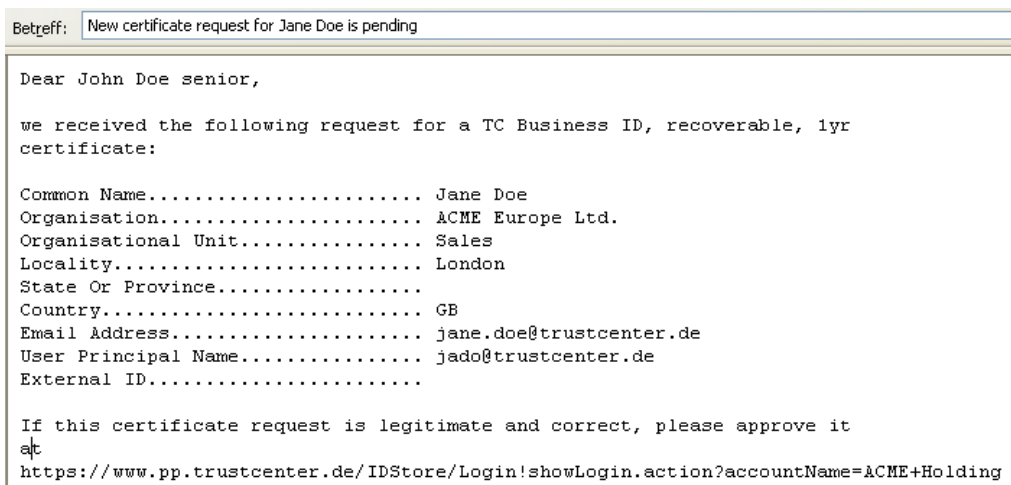 Betreff: New certificate request for Jane Doe is pending
Dear John Doe senior,
we received the following request for a TC Business ID, recoverable, 1yr
certificate:
Common Name........................ Jane Doe
Organisation....................... ACME Europe Ltd.
Organisational Unit................ Sales
Locality........................... London
State Or Province..................
Country............................ GB
Email Address...................... jane.doe@trustcenter.de
User Principal Name................ jado@trustcenter.de
External ID........................
If this certificate request is legitimate and correct, please approve it
at
https://www.pp.trustcenter.de/IDStore/Login!showLogin.action?accountName=ACME+Holding